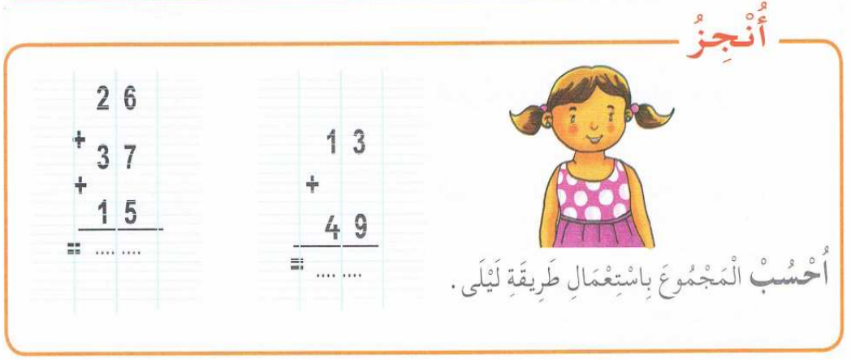 أُنْجِزُ
26
+
37
+
15
= .... ....
13
+
49
= .... ....
اُحْسُبْ الْمَجْمُوعَ بِاسْتِعْمَالِ طَرِيقَةِ لَيْلَى.